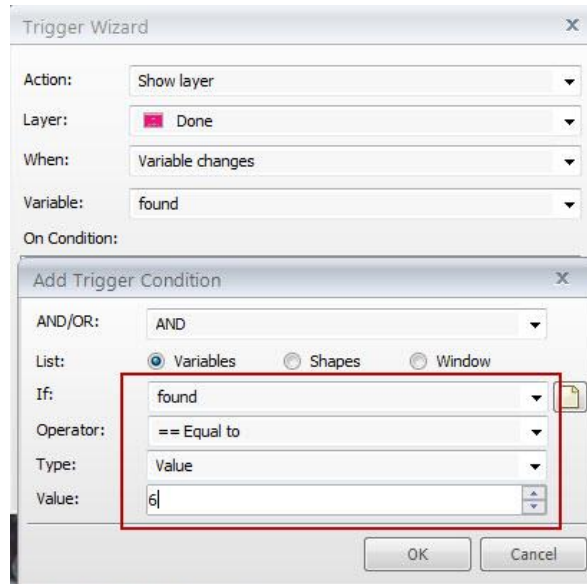 Trigger Wizard X
Action: Show layer
Layer: Done
When: Variable changes
Variable: found
On Condition:
Add Trigger Condition X
AND/OR: AND
List: Variables Shapes Window
If: found
Operator: == Equal to
Type: Value
Value: 6
OK Cancel